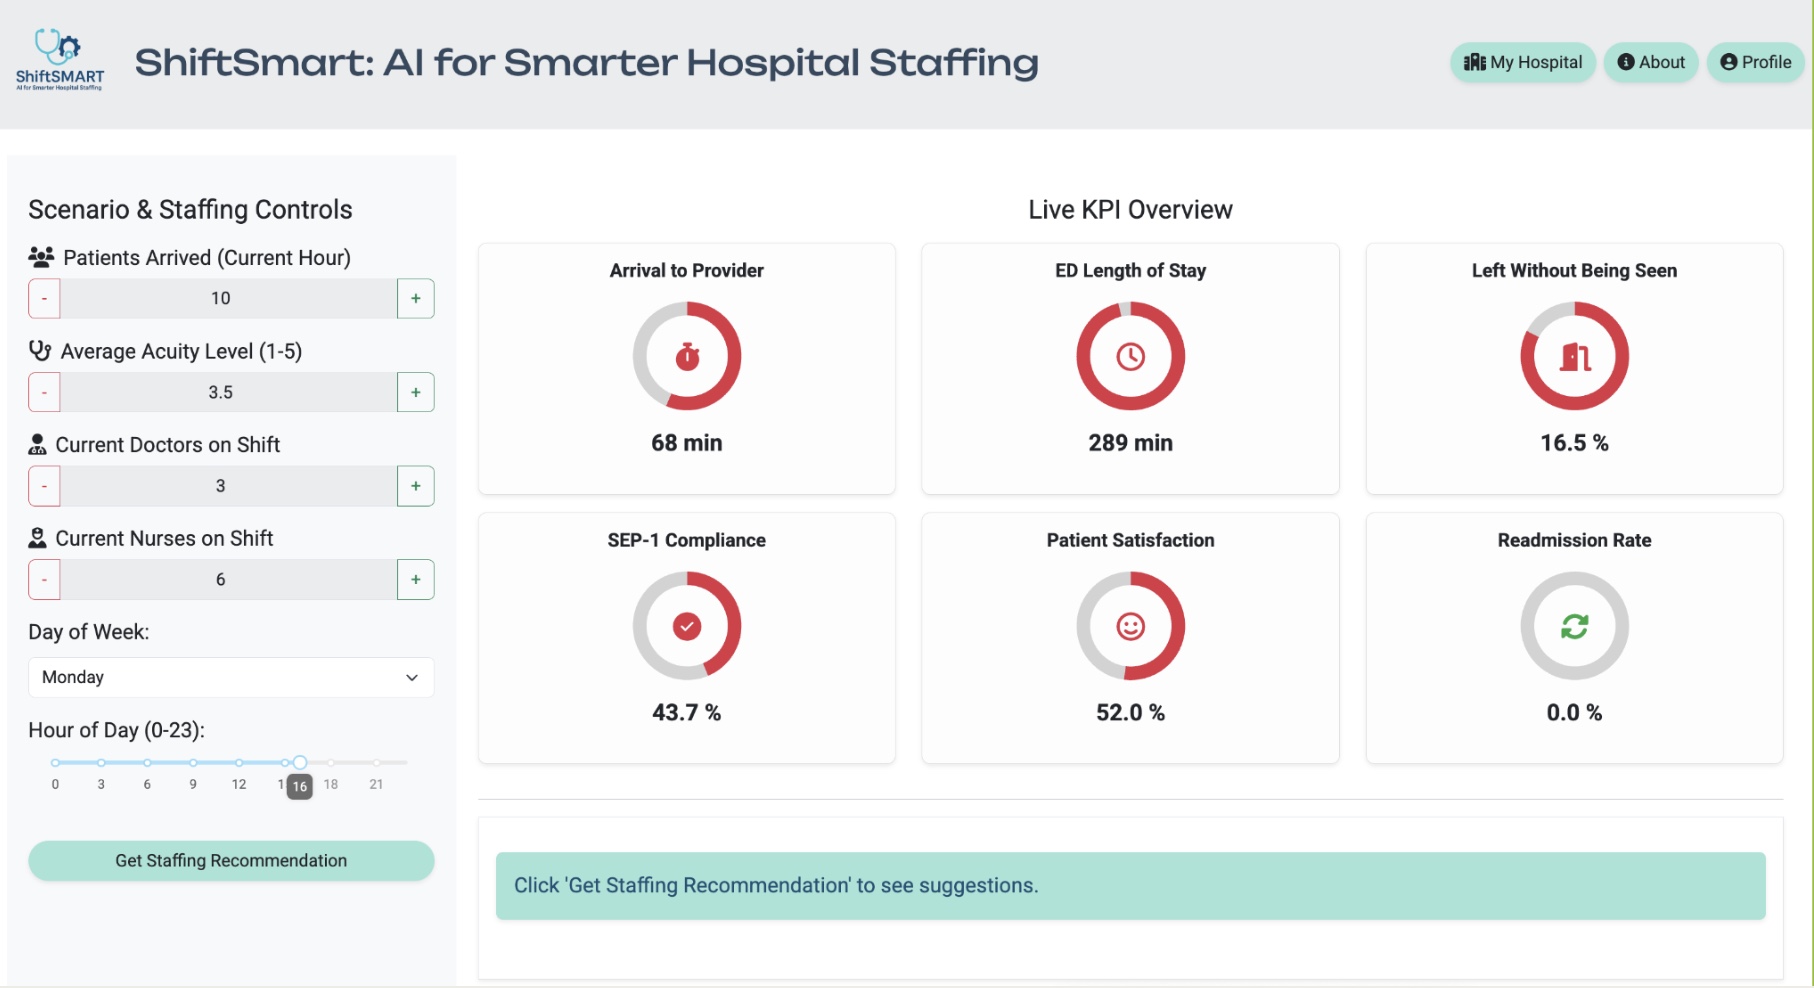 ShiftSMART
AI for Smarter Hospital Staffing
ShiftSmart: AI for Smarter Hospital Staffing
My Hospital
About
Profile
Scenario & Staffing Controls
Patients Arrived (Current Hour)
- 10 +
Average Acuity Level (1-5)
- 3.5 +
Current Doctors on Shift
- 3 +
Current Nurses on Shift
- 6 +
Day of Week:
Monday
Hour of Day (0-23):
0 3 6 9 12 1 16 18 21
Get Staffing Recommendation
Live KPI Overview
Arrival to Provider
68 min
ED Length of Stay
289 min
Left Without Being Seen
16.5 %
SEP-1 Compliance
43.7 %
Patient Satisfaction
52.0 %
Readmission Rate
0.0 %
Click 'Get Staffing Recommendation' to see suggestions.